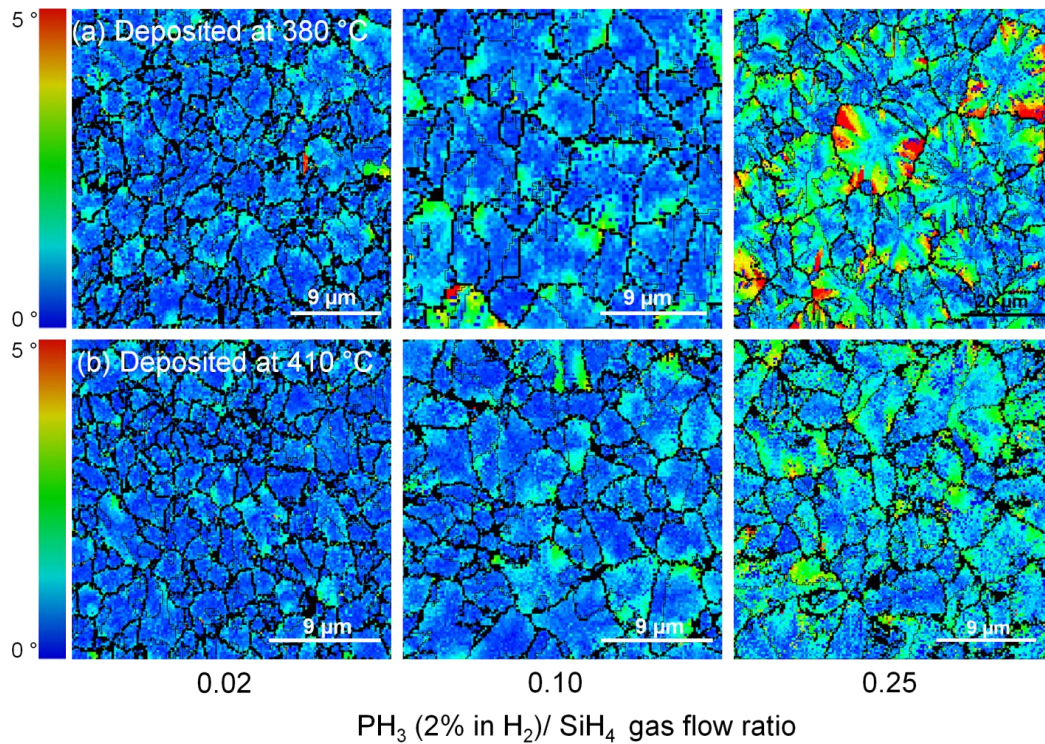 5 °
(a) Deposited at 380 °C
9 µm
9 µm
20 µm
0 °
5 °
(b) Deposited at 410 °C
9 µm
9 µm
9 µm
0 °
0.02
0.10
0.25
PH₃ (2% in H₂)/ SiH₄ gas flow ratio